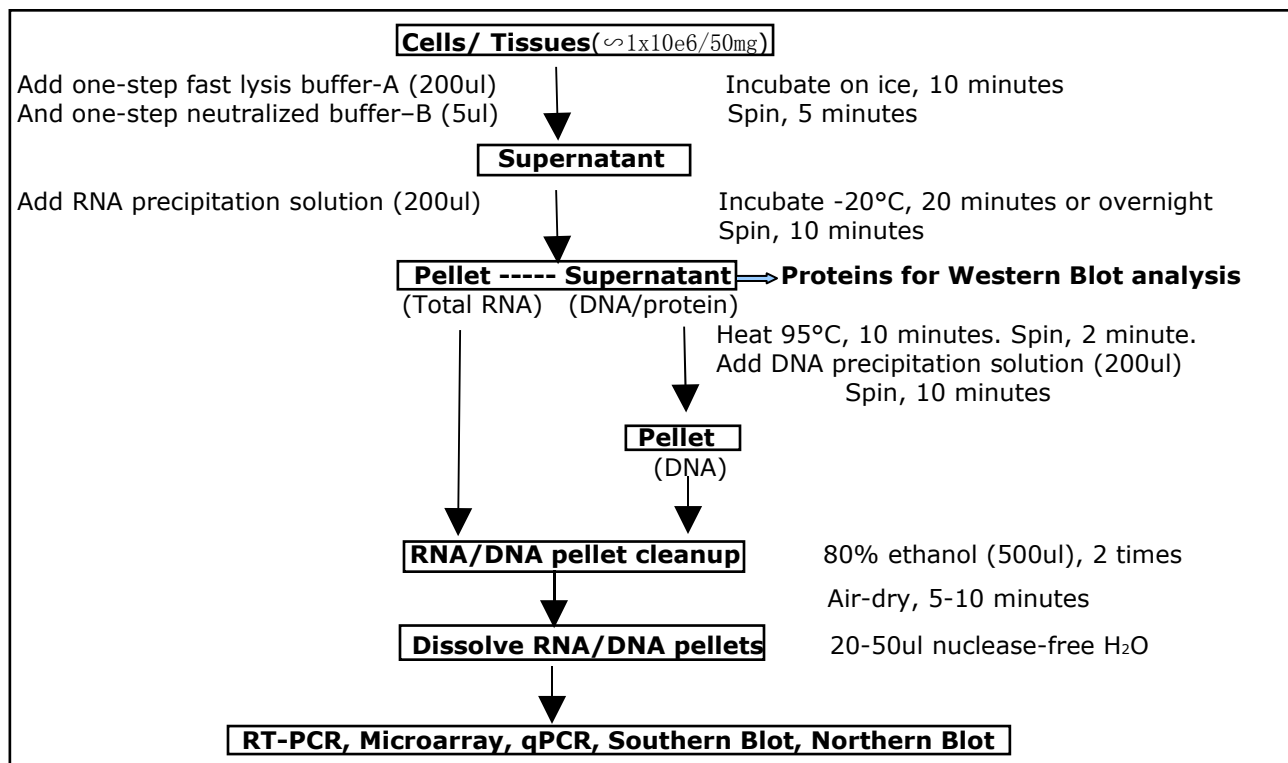 Cells/ Tissues(∽1x10e6/50mg)
Add one-step fast lysis buffer-A (200ul)
And one-step neutralized buffer–B (5ul)
Incubate on ice, 10 minutes
Spin, 5 minutes
Supernatant
Add RNA precipitation solution (200ul)
Incubate -20°C, 20 minutes or overnight
Spin, 10 minutes
Pellet ----- Supernatant
Proteins for Western Blot analysis
(Total RNA) (DNA/protein)
Heat 95°C, 10 minutes. Spin, 2 minute.
Add DNA precipitation solution (200ul)
Spin, 10 minutes
Pellet
(DNA)
RNA/DNA pellet cleanup
80% ethanol (500ul), 2 times
Air-dry, 5-10 minutes
Dissolve RNA/DNA pellets
20-50ul nuclease-free H₂O
RT-PCR, Microarray, qPCR, Southern Blot, Northern Blot